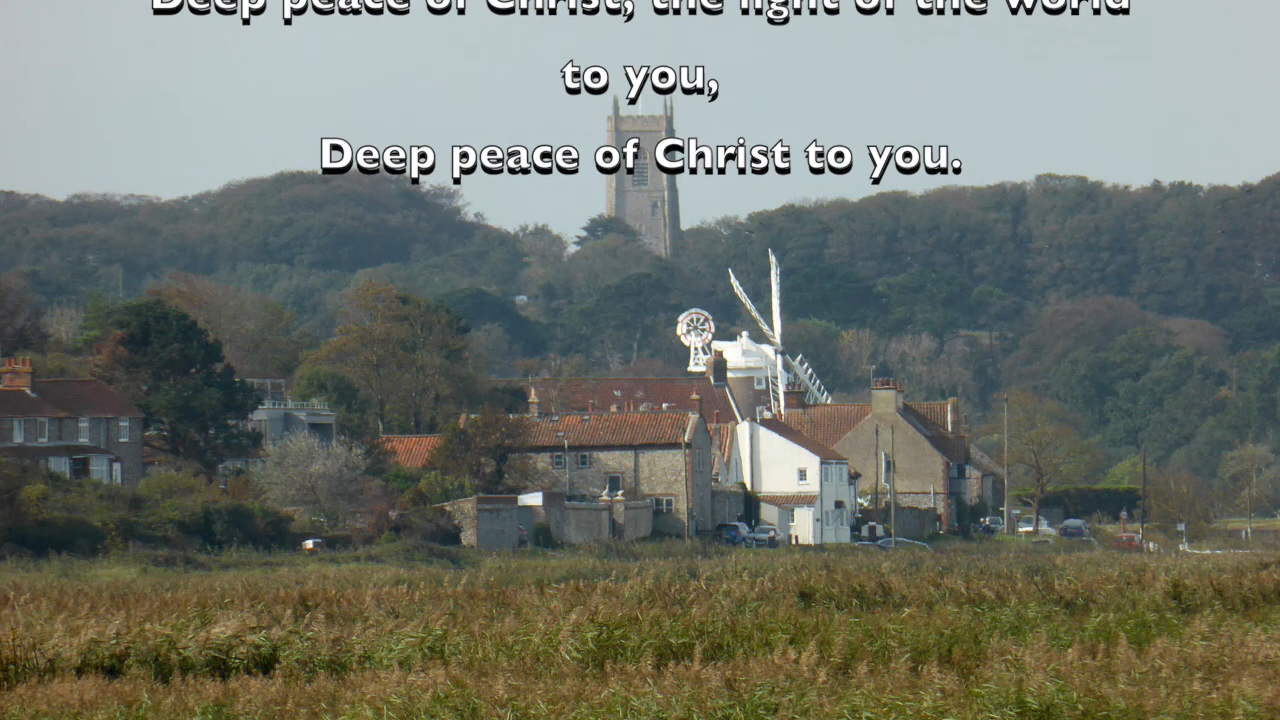 Deep peace of Christ, the light of the world
to you,
Deep peace of Christ to you.